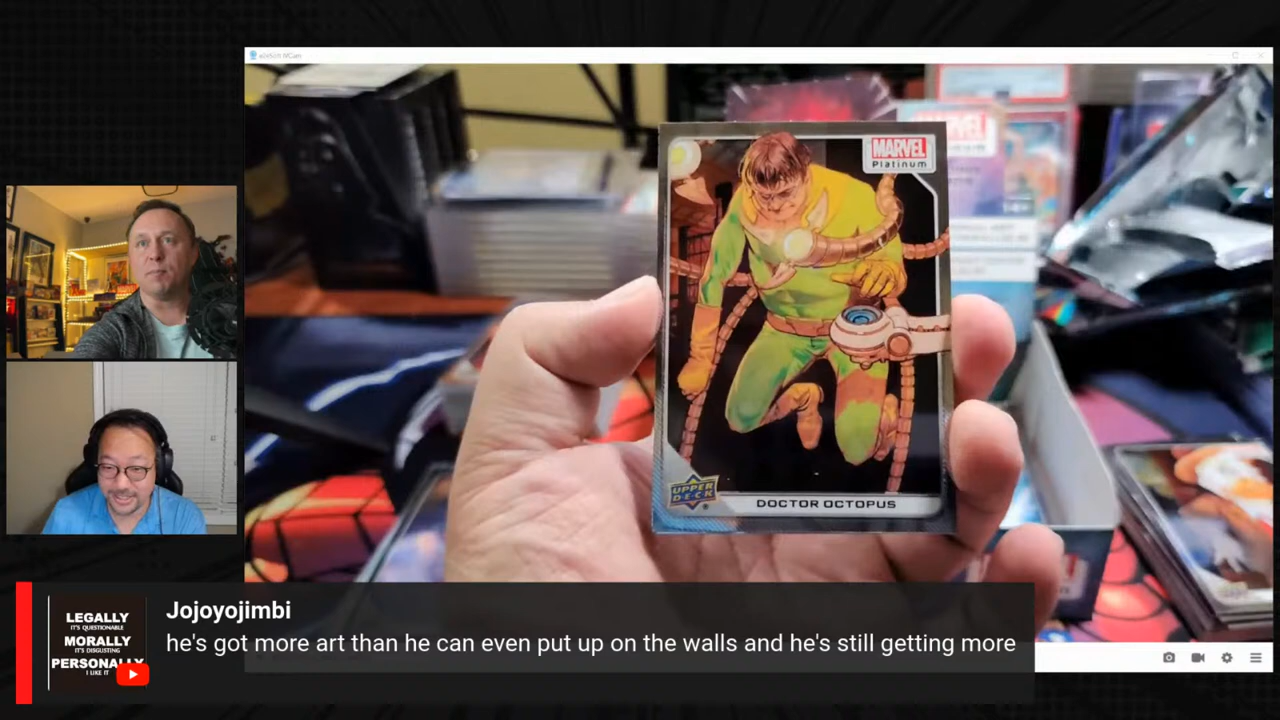 MARVEL
Platinum
UPPER
DECK
DOCTOR OCTOPUS
MARVEL
LEGALLY
IT'S QUESTIONABLE
MORALLY
IT'S DISGUSTING
PERSONALLY
I LIKE IT
Jojoyojimbi
he's got more art than he can even put up on the walls and he's still getting more